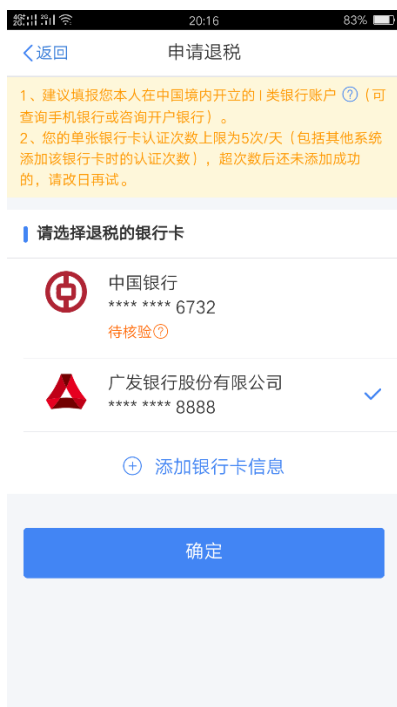 20:16
83%
返回
申请退税
1、建议填报您本人在中国境内开立的I类银行账户?(可
查询手机银行或咨询开户银行)。
2、您的单张银行卡认证次数上限为5次/天(包括其他系统
添加该银行卡时的认证次数),超次数后还未添加成功
的,请改日再试。
请选择退税的银行卡
中国银行
**** **** 6732
待核验?
广发银行股份有限公司
**** **** 8888
添加银行卡信息
确定